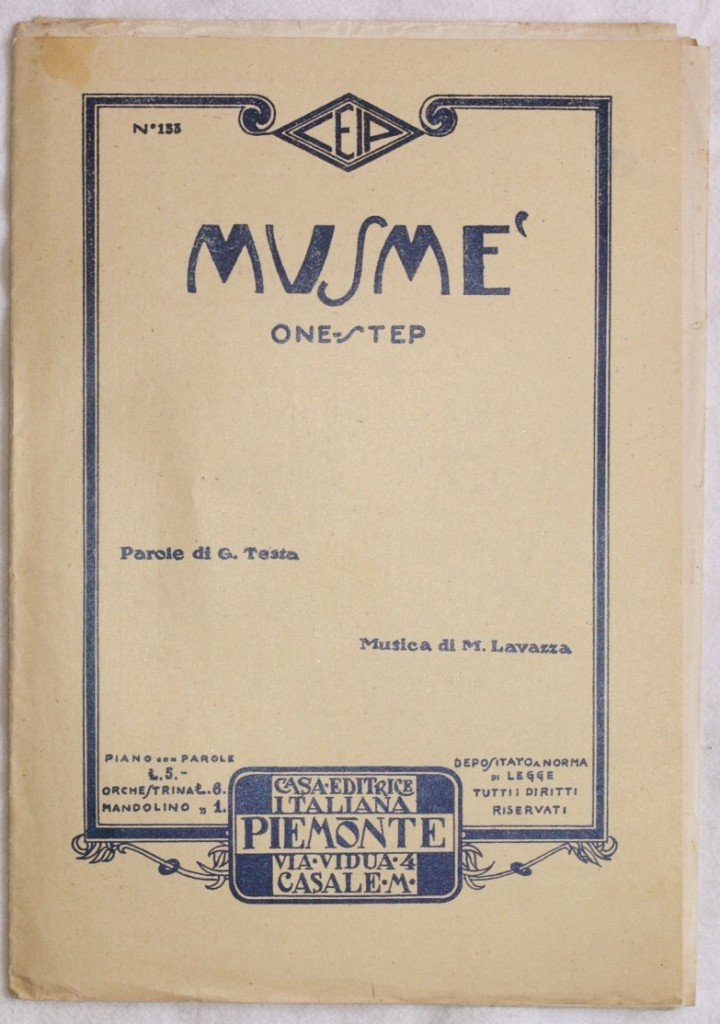 N° 133
CEIP
MUSME'
ONE-STEP
Parole di G. Testa
Musica di M. Lavazza
PIANO con PAROLE
Ł.5.-
ORCHESTRINA Ł.6.
MANDOLINO „ 1.
DEPOSITATO A NORMA
DI LEGGE
TUTTI I DIRITTI
RISERVATI
CASA·EDITRICE
ITALIANA
PIEMONTE
VIA·VIDUA·4
CASALE·M·